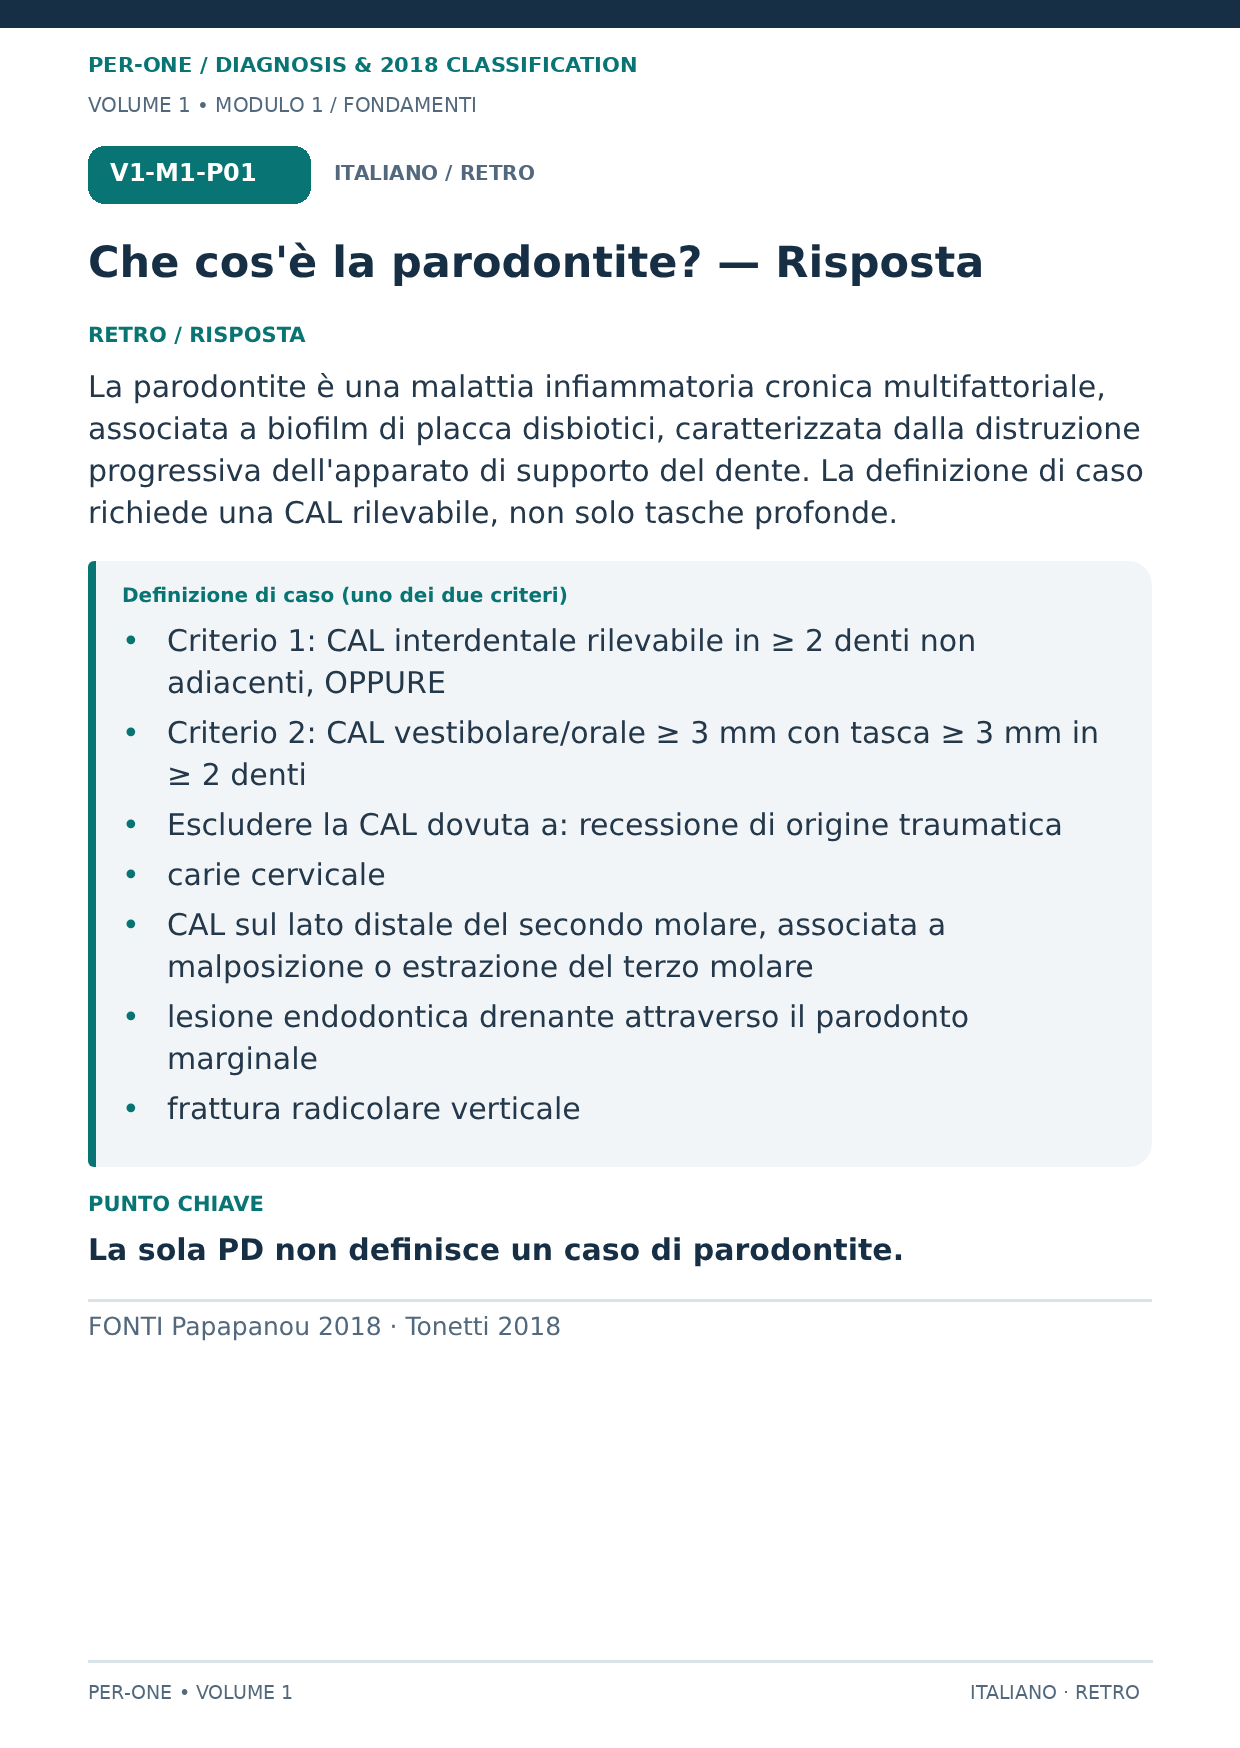 PER-ONE / DIAGNOSIS & 2018 CLASSIFICATION
VOLUME 1 • MODULO 1 / FONDAMENTI
V1-M1-P01
ITALIANO / RETRO
Che cos'è la parodontite? — Risposta
RETRO / RISPOSTA
La parodontite è una malattia infiammatoria cronica multifattoriale,
associata a biofilm di placca disbiotici, caratterizzata dalla distruzione
progressiva dell'apparato di supporto del dente. La definizione di caso
richiede una CAL rilevabile, non solo tasche profonde.
Definizione di caso (uno dei due criteri)
• Criterio 1: CAL interdentale rilevabile in ≥ 2 denti non
adiacenti, OPPURE
• Criterio 2: CAL vestibolare/orale ≥ 3 mm con tasca ≥ 3 mm in
≥ 2 denti
• Escludere la CAL dovuta a: recessione di origine traumatica
• carie cervicale
• CAL sul lato distale del secondo molare, associata a
malposizione o estrazione del terzo molare
• lesione endodontica drenante attraverso il parodonto
marginale
• frattura radicolare verticale
PUNTO CHIAVE
La sola PD non definisce un caso di parodontite.
FONTI Papapanou 2018 · Tonetti 2018
PER-ONE • VOLUME 1
ITALIANO · RETRO